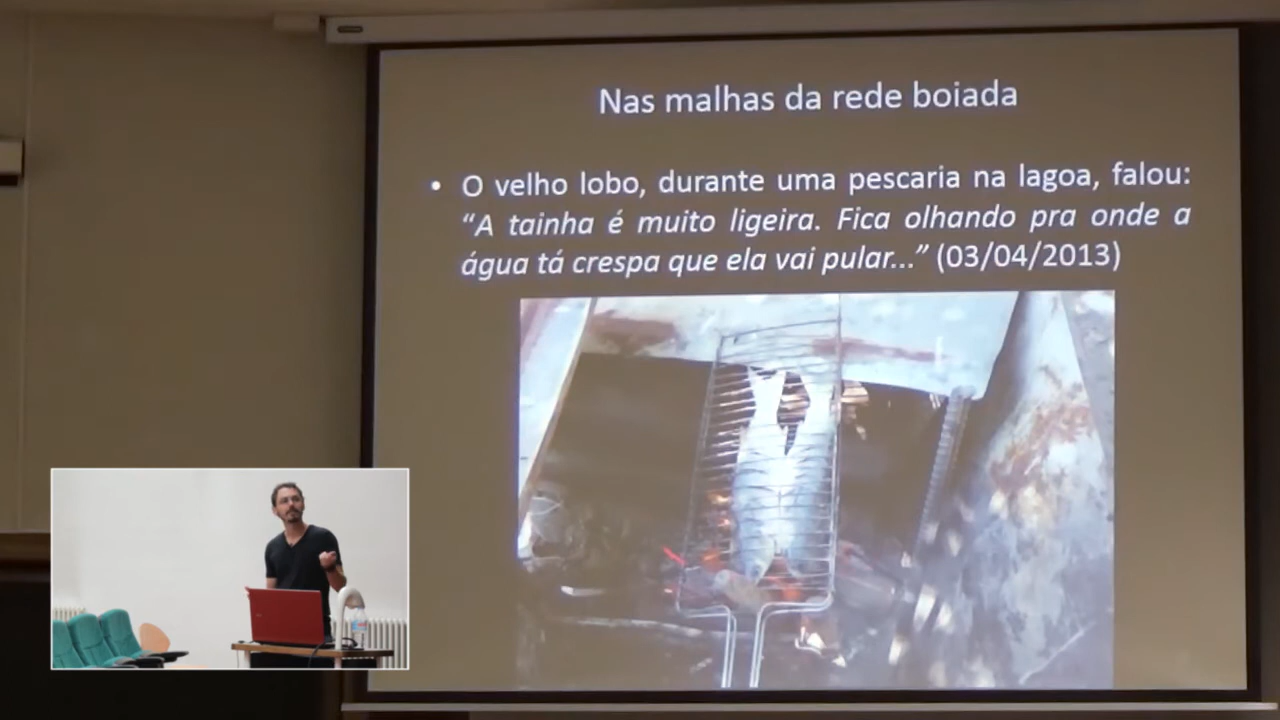 Nas malhas da rede boiada
• O velho lobo, durante uma pescaria na lagoa, falou:
“A tainha é muito ligeira. Fica olhando pra onde a
água tá crespa que ela vai pular...” (03/04/2013)